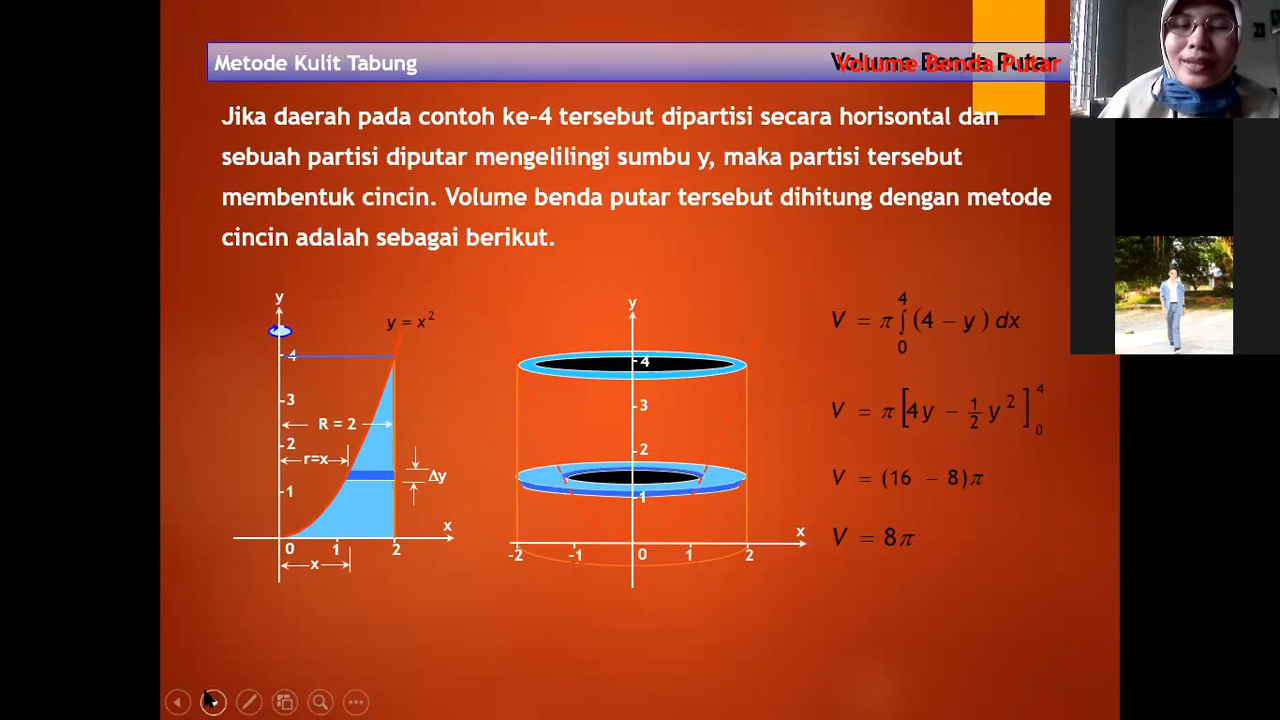 Metode Kulit Tabung
Volume Benda Putar
Jika daerah pada contoh ke-4 tersebut dipartisi secara horisontal dan
sebuah partisi diputar mengelilingi sumbu y, maka partisi tersebut
membentuk cincin. Volume benda putar tersebut dihitung dengan metode
cincin adalah sebagai berikut.
y
y = x²
4
3
R = 2
2
r=x
Δy
1
x
0 1 2
x
y
4
3
2
1
x
-2 -1 0 1 2
V = π ∫₀⁴ (4 – y) dx
V = π [4y – ½y²]₀⁴
V = (16 – 8)π
V = 8π